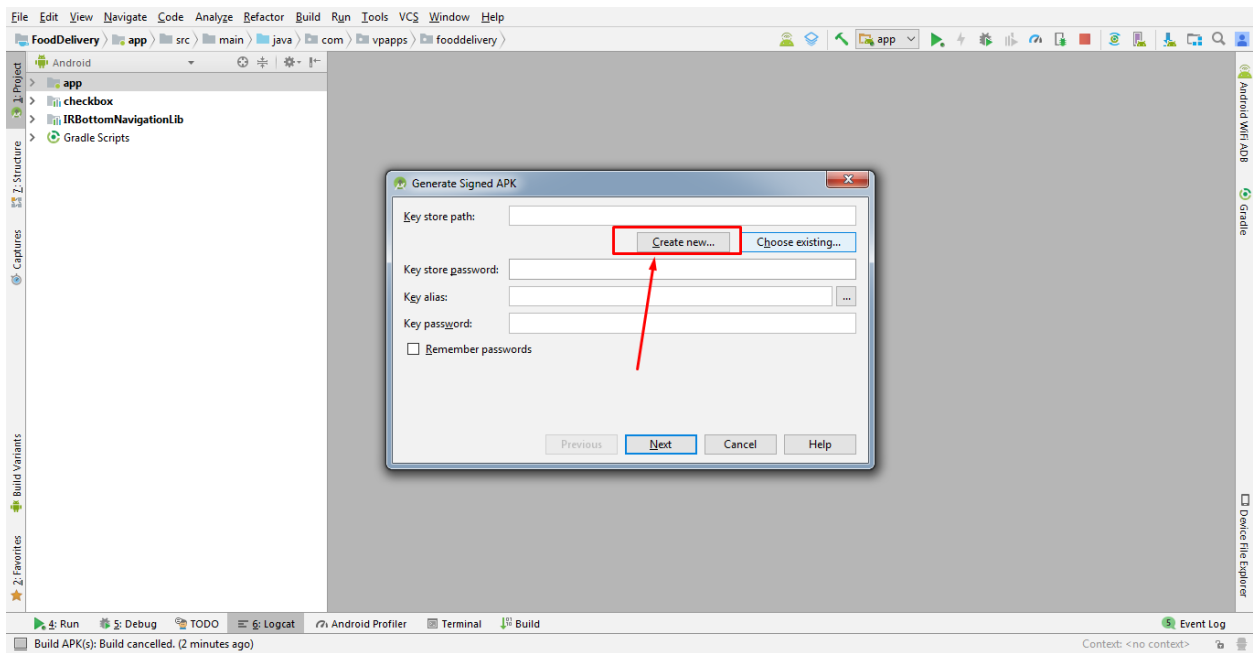 File Edit View Navigate Code Analyze Refactor Build Run Tools VCS Window Help
FoodDelivery app src main java com vpapps fooddelivery
app
1: Project
Z: Structure
Captures
Build Variants
2: Favorites
Android
app
checkbox
IRBottomNavigationLib
Gradle Scripts
Generate Signed APK
Key store path:
Create new... Choose existing...
Key store password:
Key alias:
...
Key password:
Remember passwords
Previous Next Cancel Help
Android WiFi ADB
Gradle
Device File Explorer
4: Run 5: Debug TODO 6: Logcat Android Profiler Terminal Build 5 Event Log
Build APK(s): Build cancelled. (2 minutes ago) Context: <no context>